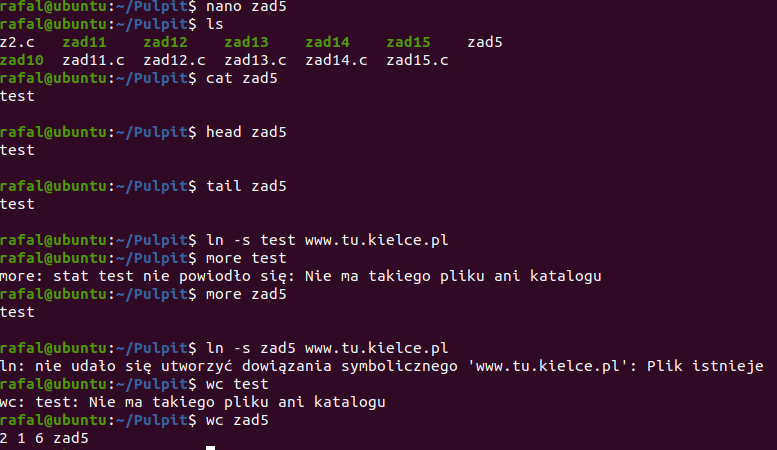 rafal@ubuntu:~/Pulpit$ nano zad5
rafal@ubuntu:~/Pulpit$ ls
z2.c   zad11    zad12    zad13    zad14    zad15    zad5
zad10  zad11.c  zad12.c  zad13.c  zad14.c  zad15.c
rafal@ubuntu:~/Pulpit$ cat zad5
test
rafal@ubuntu:~/Pulpit$ head zad5
test
rafal@ubuntu:~/Pulpit$ tail zad5
test
rafal@ubuntu:~/Pulpit$ ln -s test www.tu.kielce.pl
rafal@ubuntu:~/Pulpit$ more test
more: stat test nie powiodło się: Nie ma takiego pliku ani katalogu
rafal@ubuntu:~/Pulpit$ more zad5
test
rafal@ubuntu:~/Pulpit$ ln -s zad5 www.tu.kielce.pl
ln: nie udało się utworzyć dowiązania symbolicznego 'www.tu.kielce.pl': Plik istnieje
rafal@ubuntu:~/Pulpit$ wc test
wc: test: Nie ma takiego pliku ani katalogu
rafal@ubuntu:~/Pulpit$ wc zad5
2 1 6 zad5